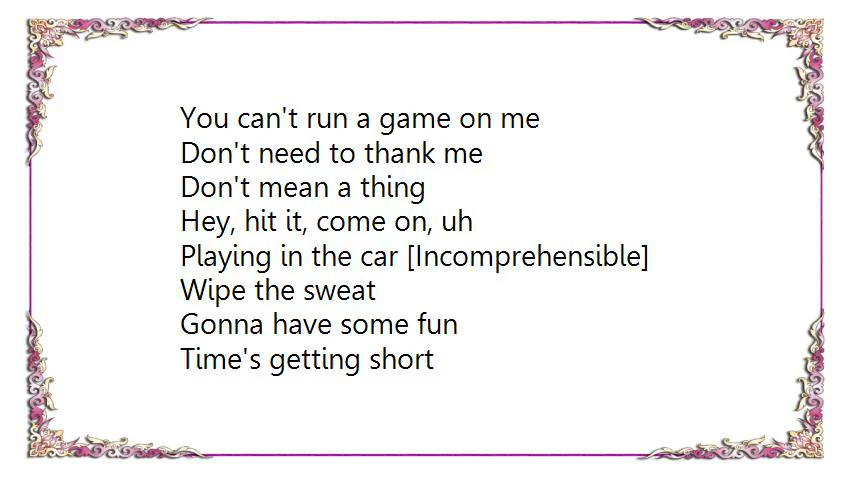 You can't run a game on me
Don't need to thank me
Don't mean a thing
Hey, hit it, come on, uh
Playing in the car [Incomprehensible]
Wipe the sweat
Gonna have some fun
Time's getting short